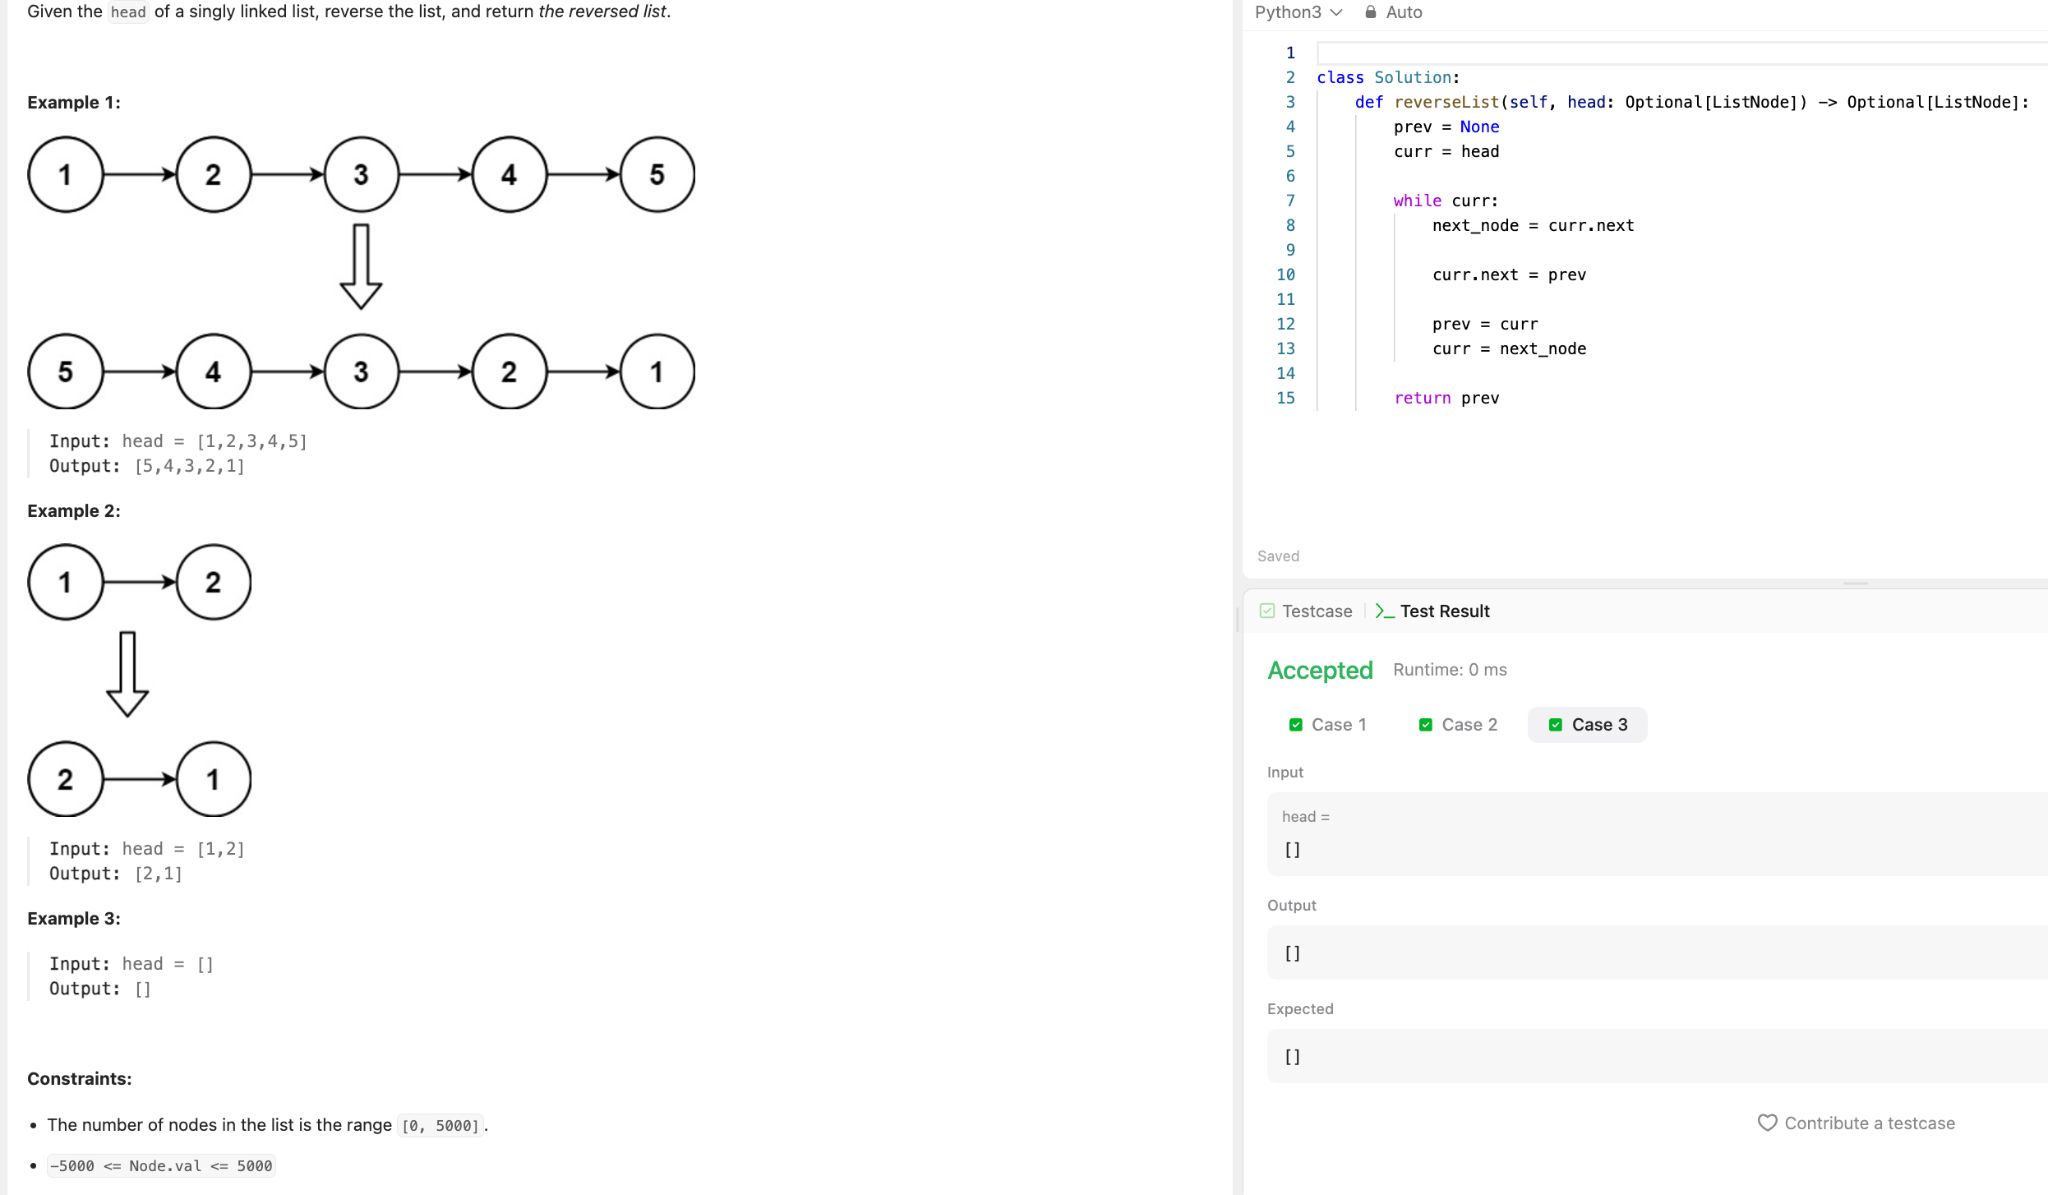 Given the head of a singly linked list, reverse the list, and return the reversed list.
Example 1:
1 2 3 4 5
5 4 3 2 1
Input: head = [1,2,3,4,5]
Output: [5,4,3,2,1]
Example 2:
1 2
2 1
Input: head = [1,2]
Output: [2,1]
Example 3:
Input: head = []
Output: []
Constraints:
• The number of nodes in the list is the range [0, 5000].
• -5000 <= Node.val <= 5000
Python3 Auto
1
2 class Solution:
3 def reverseList(self, head: Optional[ListNode]) -> Optional[ListNode]:
4 prev = None
5 curr = head
6
7 while curr:
8 next_node = curr.next
9
10 curr.next = prev
11
12 prev = curr
13 curr = next_node
14
15 return prev
Saved
Testcase >_ Test Result
Accepted Runtime: 0 ms
Case 1 Case 2 Case 3
Input
head =
[]
Output
[]
Expected
[]
Contribute a testcase